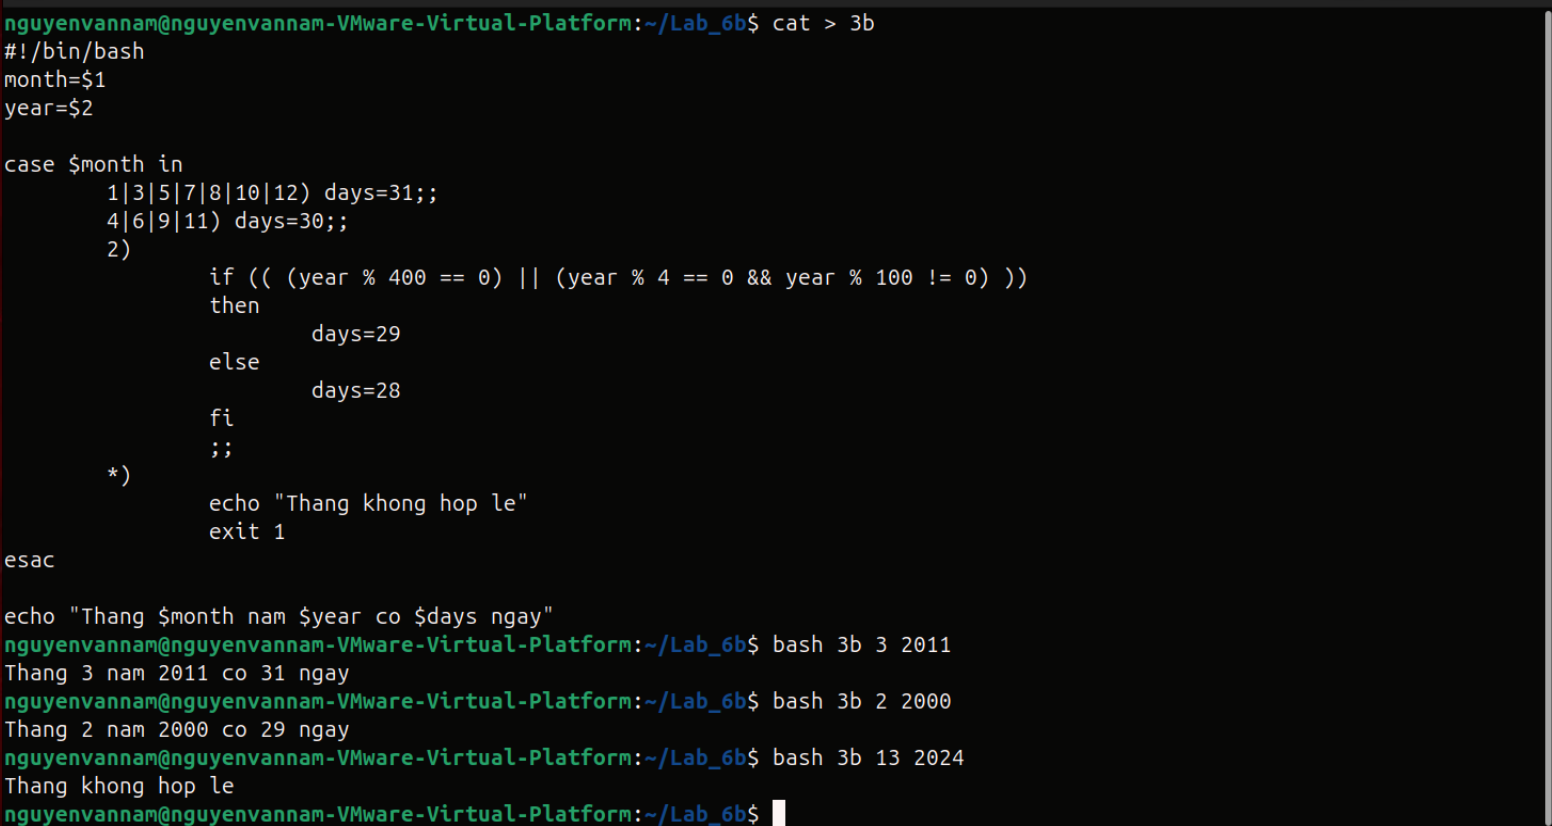 nguyenvannam@nguyenvannam-VMware-Virtual-Platform:~/Lab_6b$ cat > 3b
#!/bin/bash
month=$1
year=$2

case $month in
        1|3|5|7|8|10|12) days=31;;
        4|6|9|11) days=30;;
        2)
                if (( (year % 400 == 0) || (year % 4 == 0 && year % 100 != 0) ))
                then
                        days=29
                else
                        days=28
                fi
                ;;
        *)
                echo "Thang khong hop le"
                exit 1
esac

echo "Thang $month nam $year co $days ngay"
nguyenvannam@nguyenvannam-VMware-Virtual-Platform:~/Lab_6b$ bash 3b 3 2011
Thang 3 nam 2011 co 31 ngay
nguyenvannam@nguyenvannam-VMware-Virtual-Platform:~/Lab_6b$ bash 3b 2 2000
Thang 2 nam 2000 co 29 ngay
nguyenvannam@nguyenvannam-VMware-Virtual-Platform:~/Lab_6b$ bash 3b 13 2024
Thang khong hop le
nguyenvannam@nguyenvannam-VMware-Virtual-Platform:~/Lab_6b$